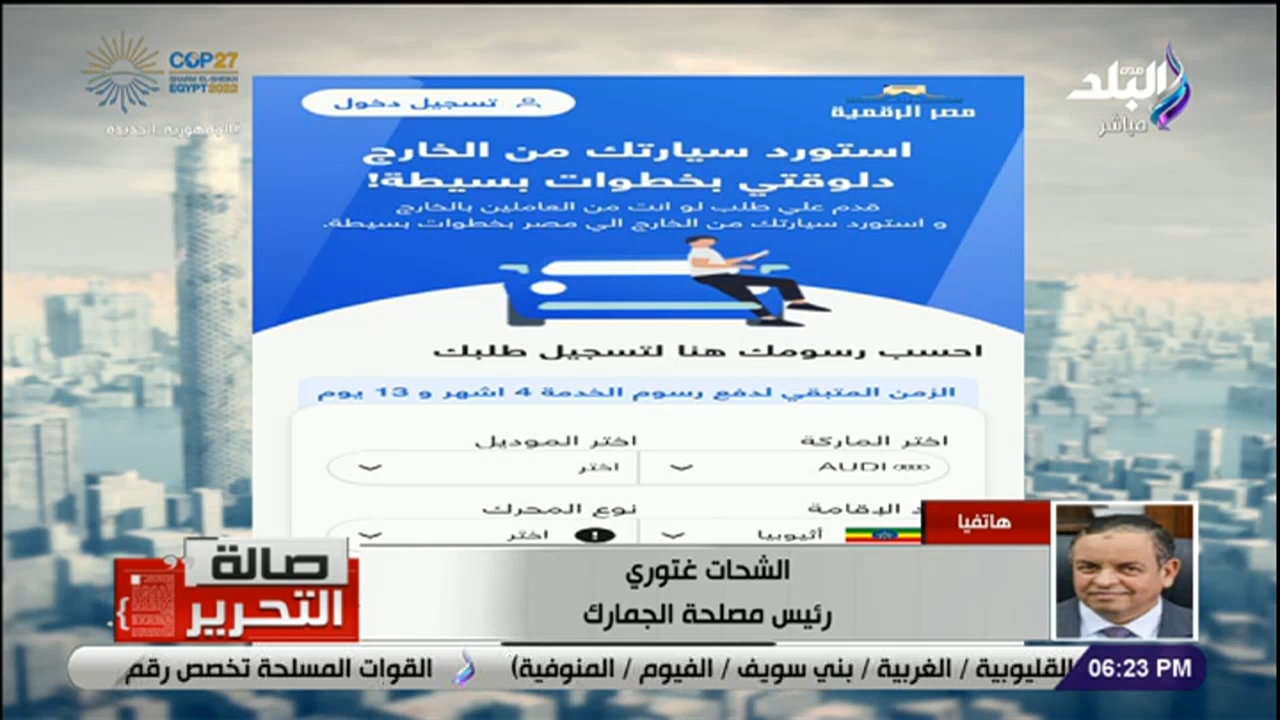 COP27
SHARM EL-SHEIKH
EGYPT 2022
الجمهورية الجديدة
صدى البلد
مباشر
تسجيل دخول
مصر الرقمية
استورد سيارتك من الخارج
دلوقتي بخطوات بسيطة!
قدم علي طلب لو انت من العاملين بالخارج
و استورد سيارتك من الخارج الي مصر بخطوات بسيطة.
احسب رسومك هنا لتسجيل طلبك
الزمن المتبقي لدفع رسوم الخدمة 4 اشهر و 13 يوم
اختر الماركة
اختر الموديل
AUDI
اختر
الإقامة
نوع المحرك
أثيوبيا
اختر
هاتفيا
الشحات غتوري
رئيس مصلحة الجمارك
صالة
التحرير
06:23 PM
القليوبية / الغربية / بني سويف / الفيوم / المنوفية)
القوات المسلحة تخصص رقم